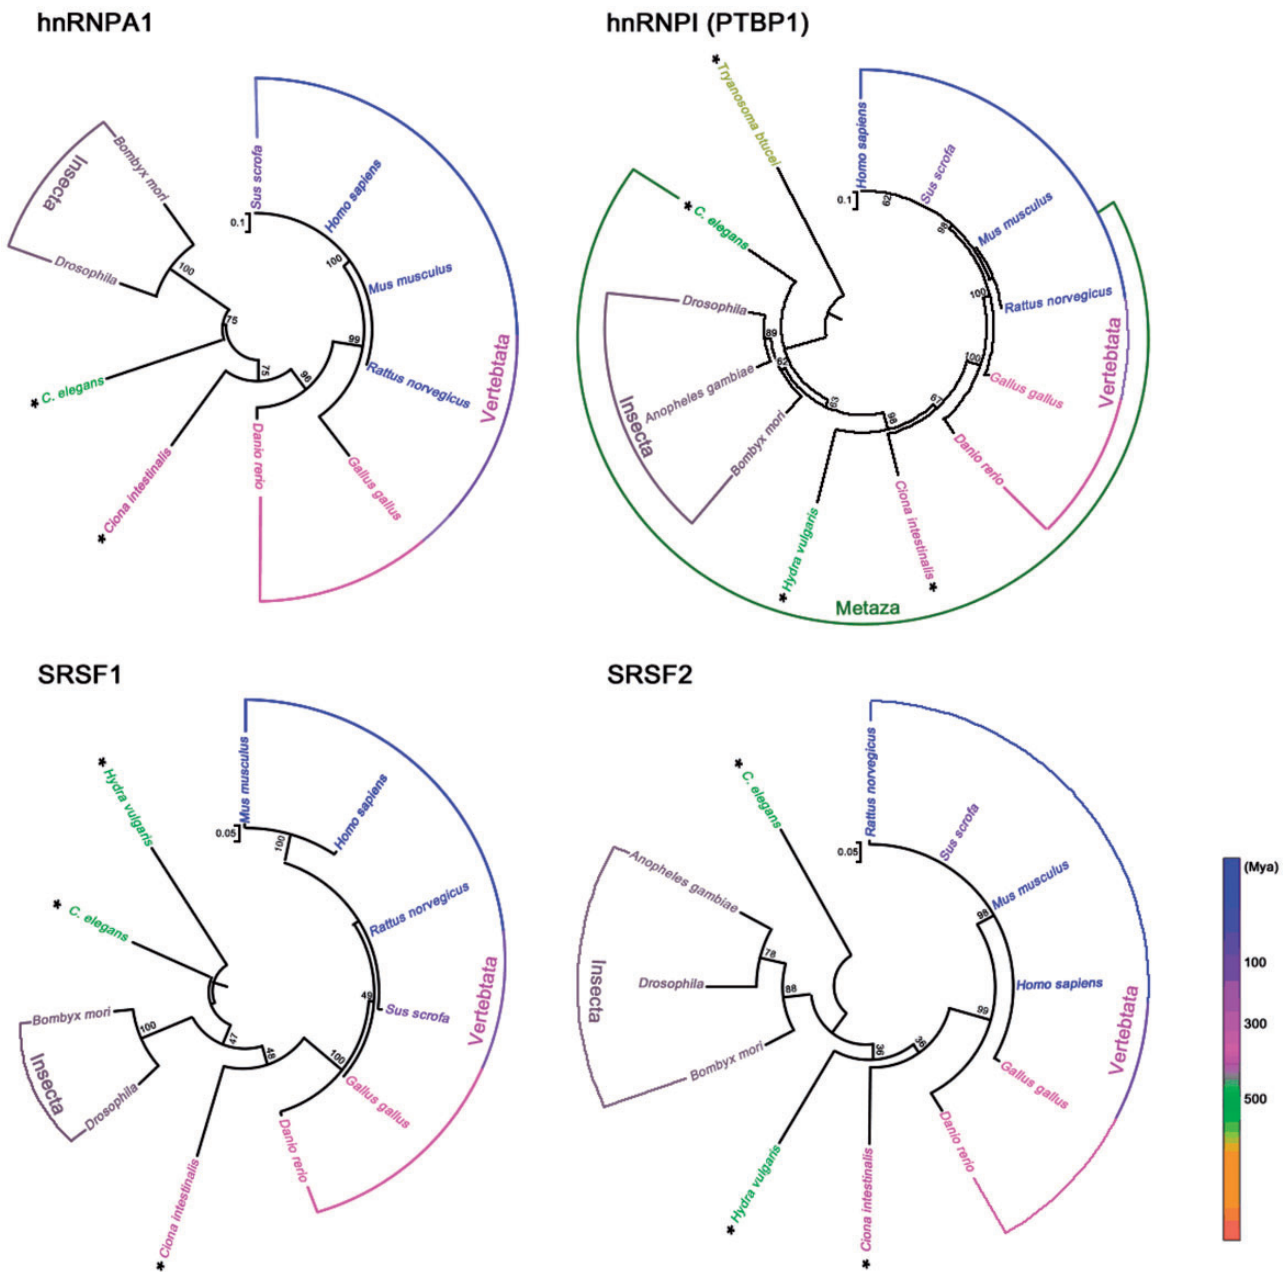 hnRNPA1
hnRNPI (PTBP1)
Bombyx mori
Insecta
Drosophila
* C. elegans
* Ciona intestinalis
Danio rerio
Gallus gallus
Rattus norvegicus
Mus musculus
Homo sapiens
Sus scrofa
Vertebtata
0.1
100
75
75
96
99
100
* Tryanosoma btucei
* C. elegans
Drosophila
Anopheles gambiae
Bombyx mori
Insecta
* Hydra vulgaris
Ciona intestinalis *
Danio rerio
Gallus gallus
Rattus norvegicus
Mus musculus
Sus scrofa
Homo sapiens
Vertebtata
Metaza
0.1
62
98
100
100
67
98
63
62
89
SRSF1
SRSF2
* Hydra vulgaris
* C. elegans
Bombyx mori
Insecta
Drosophila
* Ciona intestinalis
Danio rerio
Gallus gallus
Sus scrofa
Rattus norvegicus
Homo sapiens
Mus musculus
Vertebtata
0.05
100
49
100
48
47
100
* C. elegans
Anopheles gambiae
Drosophila
Insecta
Bombyx mori
* Hydra vulgaris
* Ciona intestinalis
Danio rerio
Gallus gallus
Homo sapiens
Mus musculus
Sus scrofa
Rattus norvegicus
Vertebtata
0.05
98
99
36
36
88
78
(Mya)
100
300
500